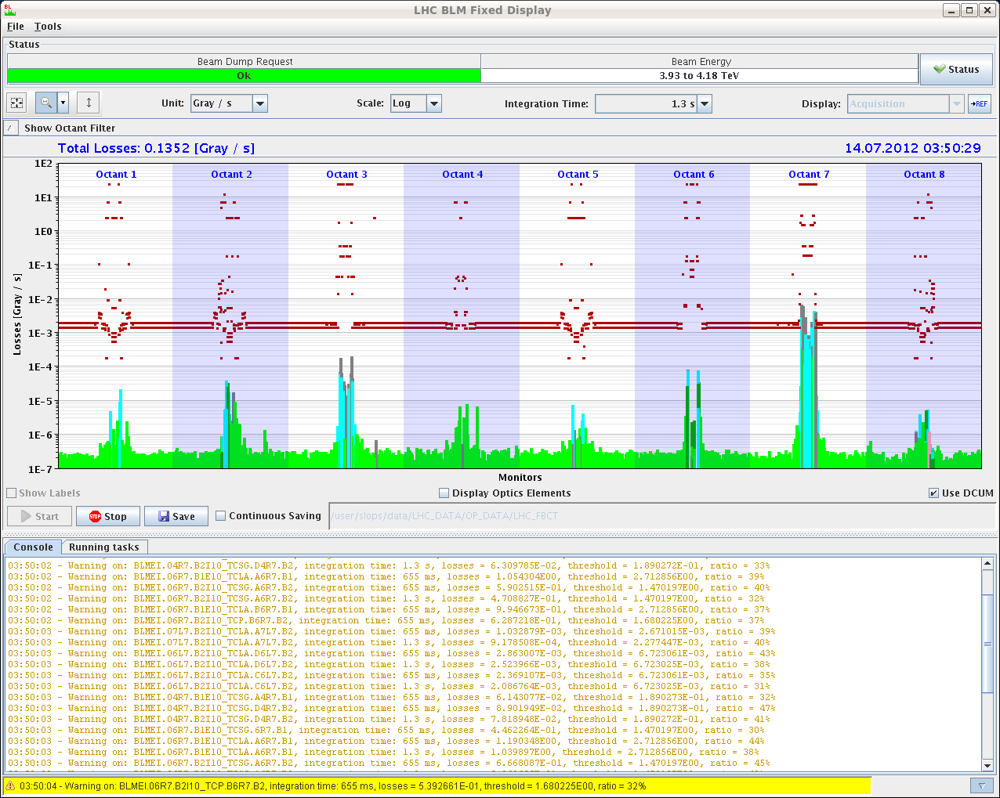 BL
LHC BLM Fixed Display
File Tools
Status
Beam Dump Request Beam Energy
Ok 3.93 to 4.18 TeV
Status
Unit: Gray / s Scale: Log Integration Time: 1.3 s Display: Acquisition →REF
Show Octant Filter
Total Losses: 0.1352 [Gray / s] 14.07.2012 03:50:29
Octant 1 Octant 2 Octant 3 Octant 4 Octant 5 Octant 6 Octant 7 Octant 8
1E2
1E1
1E0
1E-1
1E-2
1E-3
1E-4
1E-5
1E-6
1E-7
Losses [Gray / s]
Monitors
Show Labels Display Optics Elements Use DCUM
Start STOP Stop Save Continuous Saving /user/slops/data/LHC_DATA/OP_DATA/LHC_FBCT
Console Running tasks
03:50:02 - Warning on: BLMEI.04R7.B2I10_TCSG.D4R7.B2, integration time: 1.3 s, losses = 6.309785E-02, threshold = 1.890272E-01, ratio = 33%
03:50:02 - Warning on: BLMEI.06R7.B1E10_TCLA.A6R7.B1, integration time: 655 ms, losses = 1.054304E00, threshold = 2.712856E00, ratio = 39%
03:50:02 - Warning on: BLMEI.06R7.B2I10_TCSG.A6R7.B2, integration time: 655 ms, losses = 5.902515E-01, threshold = 1.470197E00, ratio = 40%
03:50:02 - Warning on: BLMEI.06R7.B2I10_TCSG.A6R7.B2, integration time: 1.3 s, losses = 4.708827E-01, threshold = 1.470197E00, ratio = 32%
03:50:02 - Warning on: BLMEI.06R7.B1E10_TCLA.B6R7.B1, integration time: 655 ms, losses = 9.946673E-01, threshold = 2.712856E00, ratio = 37%
03:50:02 - Warning on: BLMEI.06R7.B2I10_TCP.B6R7.B2, integration time: 655 ms, losses = 6.287218E-01, threshold = 1.680225E00, ratio = 37%
03:50:03 - Warning on: BLMEI.07L7.B2I10_TCLA.A7L7.B2, integration time: 655 ms, losses = 1.032879E-03, threshold = 2.671015E-03, ratio = 39%
03:50:03 - Warning on: BLMEI.07L7.B2I10_TCLA.A7L7.B2, integration time: 1.3 s, losses = 9.178508E-04, threshold = 2.277447E-03, ratio = 40%
03:50:03 - Warning on: BLMEI.06L7.B2I10_TCLA.D6L7.B2, integration time: 655 ms, losses = 2.863007E-03, threshold = 6.723061E-03, ratio = 43%
03:50:03 - Warning on: BLMEI.06L7.B2I10_TCLA.D6L7.B2, integration time: 1.3 s, losses = 2.523966E-03, threshold = 6.723025E-03, ratio = 38%
03:50:03 - Warning on: BLMEI.06L7.B2I10_TCLA.C6L7.B2, integration time: 655 ms, losses = 2.369107E-03, threshold = 6.723061E-03, ratio = 35%
03:50:03 - Warning on: BLMEI.06L7.B2I10_TCLA.C6L7.B2, integration time: 1.3 s, losses = 2.086764E-03, threshold = 6.723025E-03, ratio = 31%
03:50:03 - Warning on: BLMEI.04R7.B1E10_TCSG.A4R7.B1, integration time: 655 ms, losses = 6.143077E-02, threshold = 1.890273E-01, ratio = 32%
03:50:03 - Warning on: BLMEI.04R7.B2I10_TCSG.D4R7.B2, integration time: 655 ms, losses = 8.901949E-02, threshold = 1.890273E-01, ratio = 47%
03:50:03 - Warning on: BLMEI.04R7.B2I10_TCSG.D4R7.B2, integration time: 1.3 s, losses = 7.818948E-02, threshold = 1.890272E-01, ratio = 41%
03:50:03 - Warning on: BLMEI.06R7.B1E10_TCSG.6R7.B1, integration time: 655 ms, losses = 4.462264E-01, threshold = 1.470197E00, ratio = 30%
03:50:03 - Warning on: BLMEI.06R7.B1E10_TCLA.A6R7.B1, integration time: 655 ms, losses = 1.190348E00, threshold = 2.712856E00, ratio = 44%
03:50:03 - Warning on: BLMEI.06R7.B1E10_TCLA.A6R7.B1, integration time: 1.3 s, losses = 1.039897E00, threshold = 2.712856E00, ratio = 38%
03:50:03 - Warning on: BLMEI.06R7.B2I10_TCSG.A6R7.B2, integration time: 655 ms, losses = 6.668087E-01, threshold = 1.470197E00, ratio = 45%
03:50:04 - Warning on: BLMEI.06R7.B2I10_TCP.B6R7.B2, integration time: 655 ms, losses = 5.392661E-01, threshold = 1.680225E00, ratio = 32%